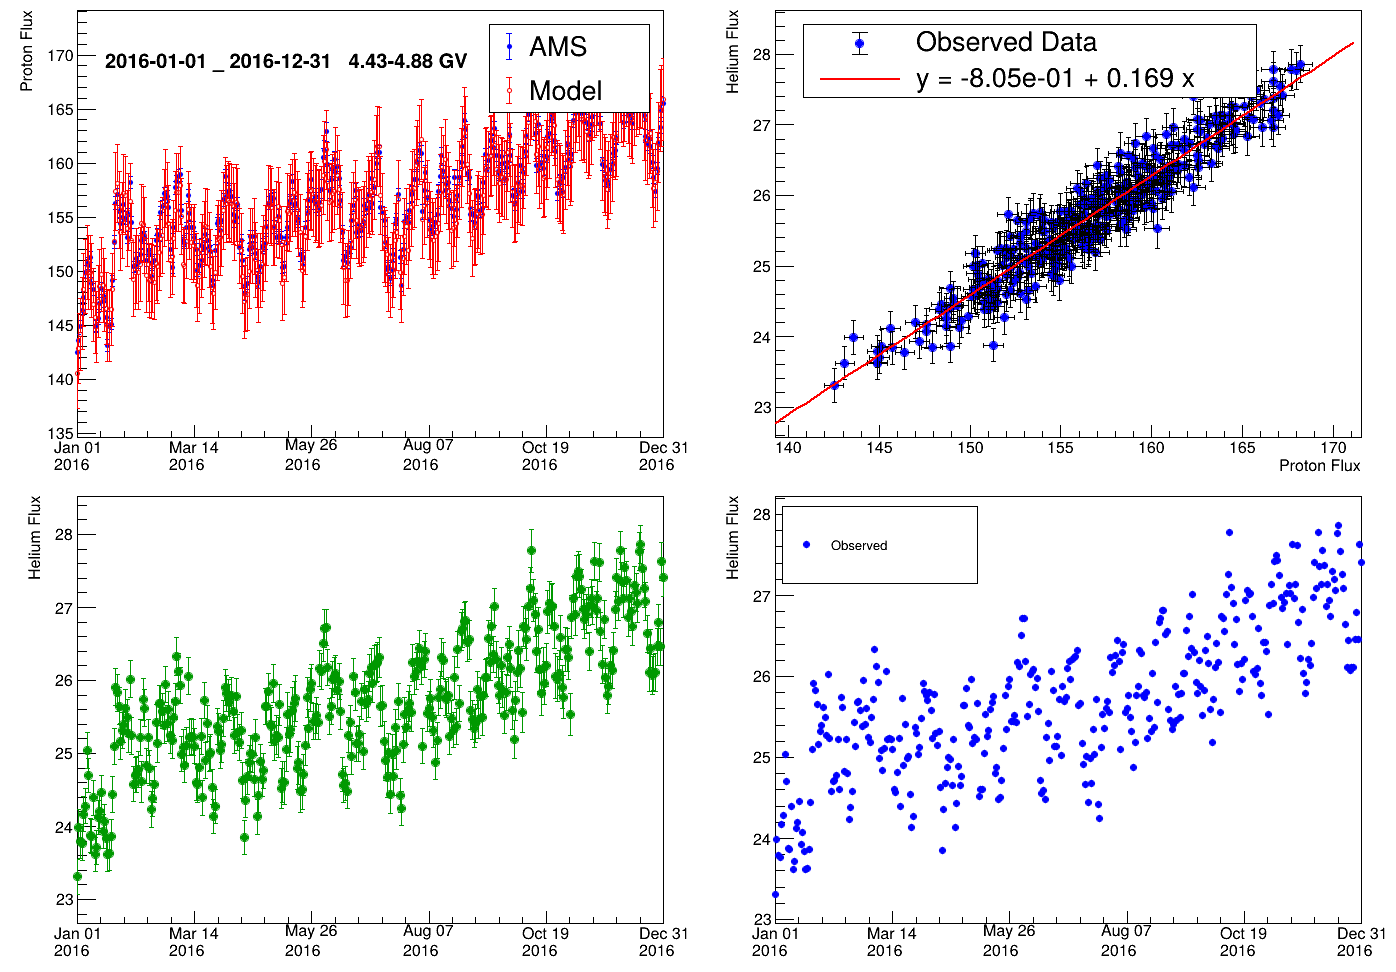 Proton Flux
170
165
160
155
150
145
140
135
2016-01-01 _ 2016-12-31 4.43-4.88 GV
AMS
Model
Jan 01
2016
Mar 14
2016
May 26
2016
Aug 07
2016
Oct 19
2016
Dec 31
2016
Helium Flux
28
27
26
25
24
23
Observed Data
y = -8.05e-01 + 0.169 x
140 145 150 155 160 165 170
Proton Flux
Helium Flux
28
27
26
25
24
23
Jan 01
2016
Mar 14
2016
May 26
2016
Aug 07
2016
Oct 19
2016
Dec 31
2016
Helium Flux
28
27
26
25
24
23
Observed
Jan 01
2016
Mar 14
2016
May 26
2016
Aug 07
2016
Oct 19
2016
Dec 31
2016